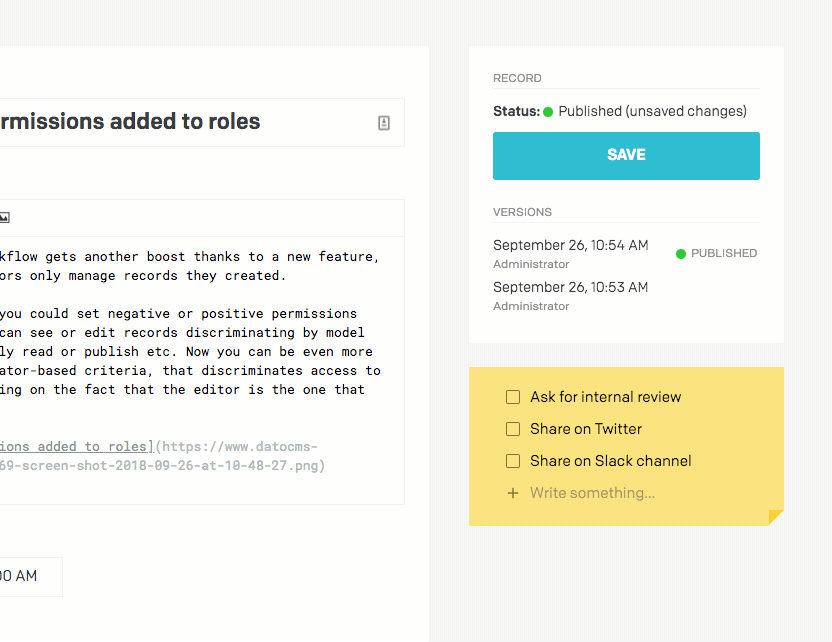 rmissions added to roles
kflow gets another boost thanks to a new feature,
ors only manage records they created.
you could set negative or positive permissions
can see or edit records discriminating by model
ly read or publish etc. Now you can be even more
ator-based criteria, that discriminates access to
ing on the fact that the editor is the one that
ions added to roles](https://www.datocms-
69-screen-shot-2018-09-26-at-10-48-27.png)
00 AM
RECORD
Status: Published (unsaved changes)
SAVE
VERSIONS
September 26, 10:54 AM
Administrator
PUBLISHED
September 26, 10:53 AM
Administrator
Ask for internal review
Share on Twitter
Share on Slack channel
+ Write something...